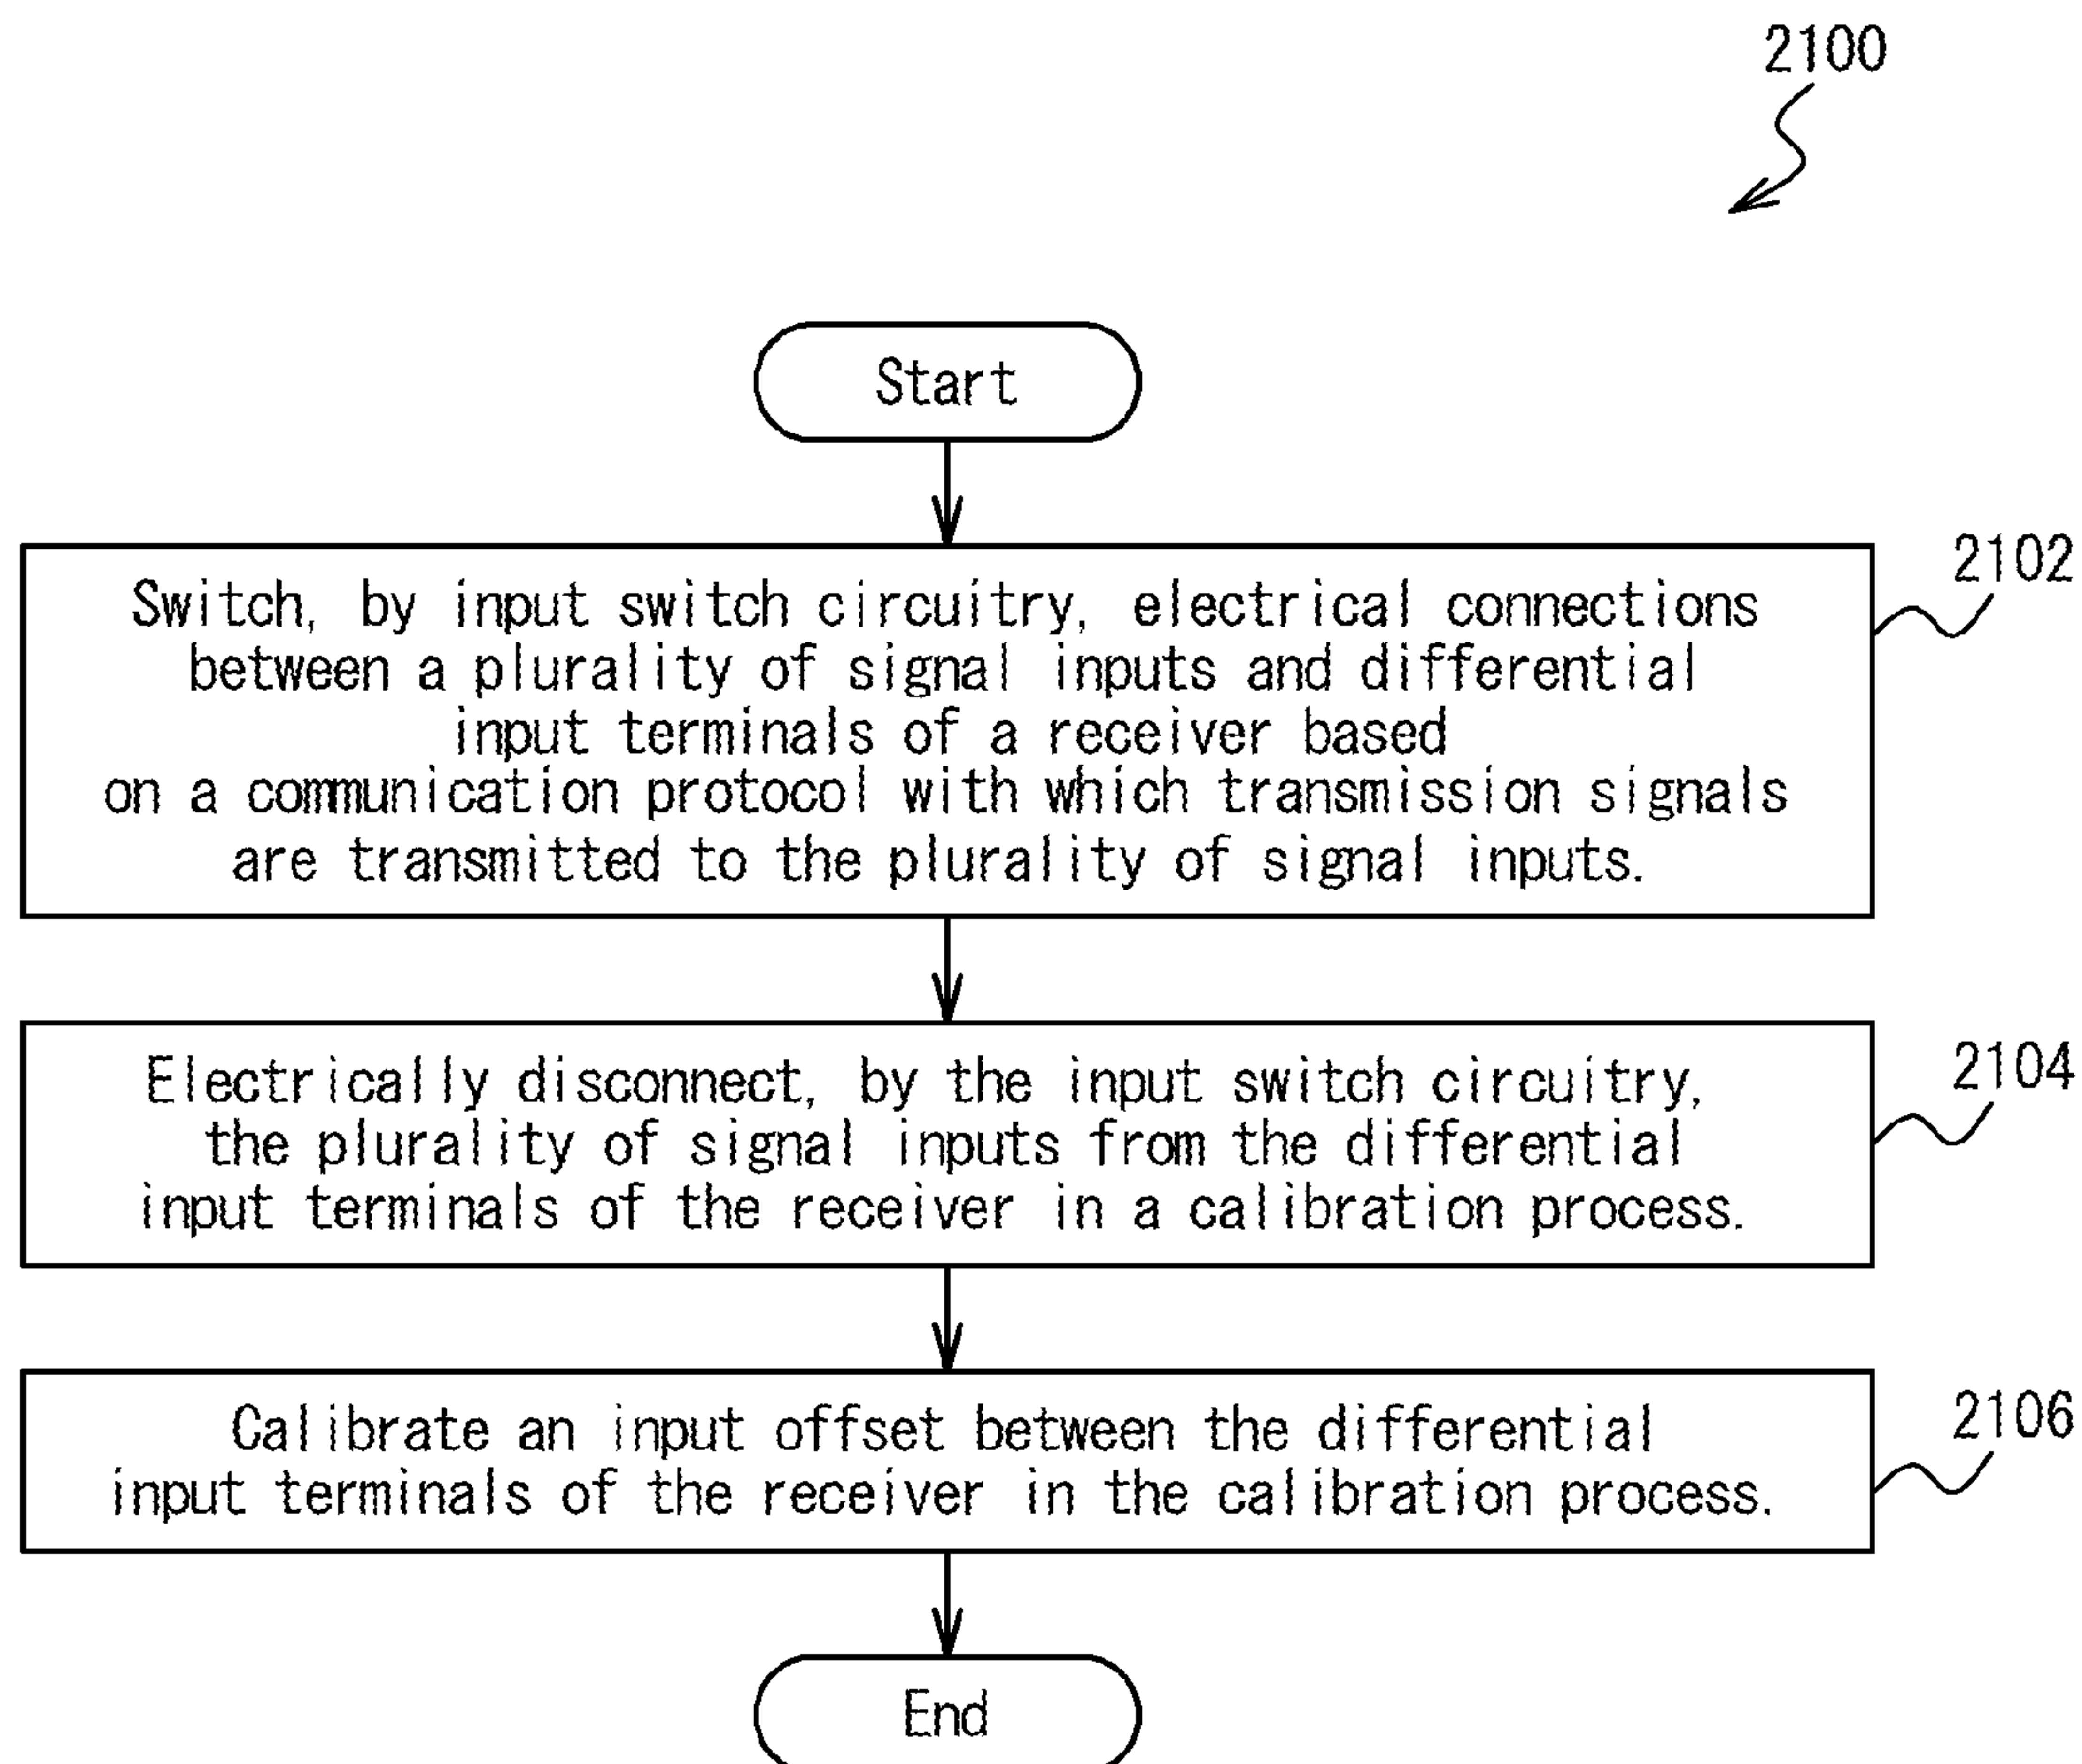 2100
Start
Switch, by input switch circuitry, electrical connections
between a plurality of signal inputs and differential
input terminals of a receiver based
on a communication protocol with which transmission signals
are transmitted to the plurality of signal inputs.
2102
Electrically disconnect, by the input switch circuitry,
the plurality of signal inputs from the differential
input terminals of the receiver in a calibration process.
2104
Calibrate an input offset between the differential
input terminals of the receiver in the calibration process.
2106
End